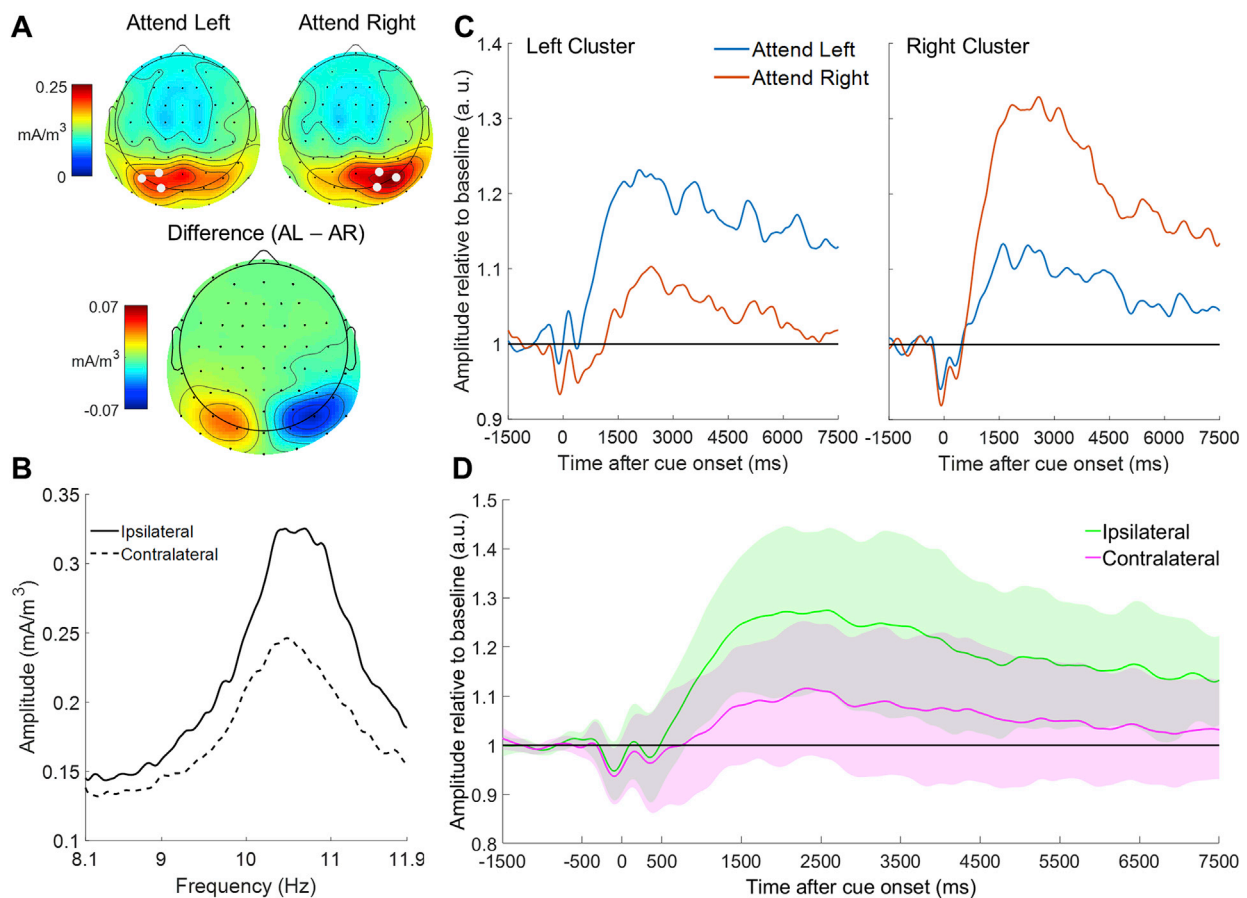 A
Attend Left
Attend Right
0.25
mA/m³
0
Difference (AL – AR)
0.07
mA/m³
-0.07
B
0.35
0.3
0.25
0.2
0.15
0.1
Amplitude (mA/m³)
Ipsilateral
Contralateral
8.1 9 10 11 11.9
Frequency (Hz)
C
Left Cluster
Attend Left
Attend Right
Right Cluster
1.4
1.3
1.2
1.1
1
0.9
Amplitude relative to baseline (a. u.)
-1500 0 1500 3000 4500 6000 7500
Time after cue onset (ms)
-1500 0 1500 3000 4500 6000 7500
Time after cue onset (ms)
D
1.5
1.4
1.3
1.2
1.1
1
0.9
0.8
Amplitude relative to baseline (a.u.)
Ipsilateral
Contralateral
-1500 -500 0 5500 1500 2500 3500 4500 5500 6500 7500
Time after cue onset (ms)